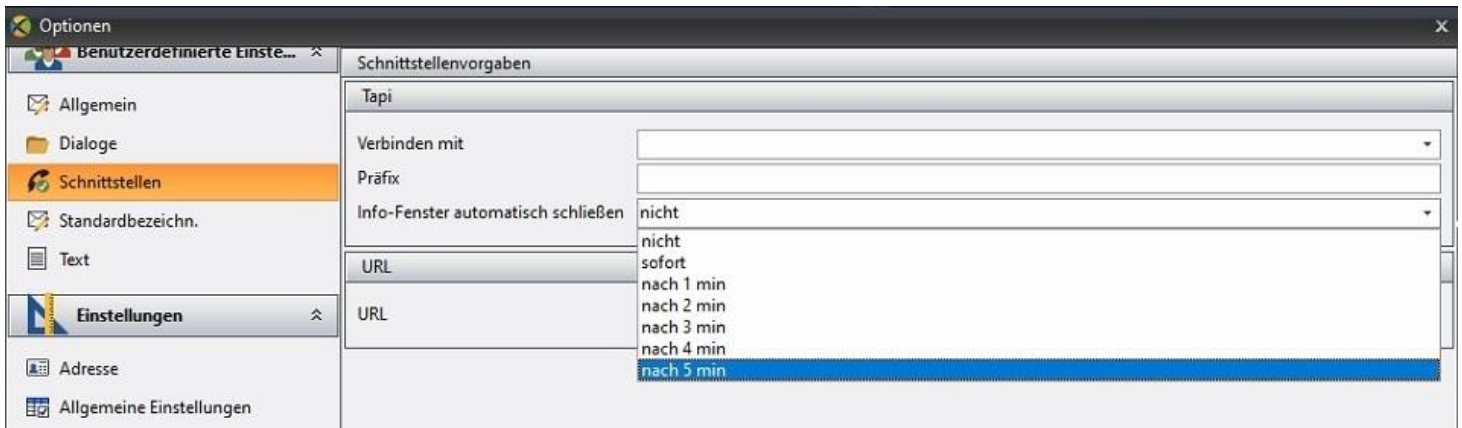 Optionen
Benutzerdefinierte Einste...
Allgemein
Dialoge
Schnittstellen
Standardbezeichn.
Text
Einstellungen
Adresse
Allgemeine Einstellungen
Schnittstellenvorgaben
Tapi
Verbinden mit
Präfix
Info-Fenster automatisch schließen nicht
nicht
sofort
nach 1 min
nach 2 min
nach 3 min
nach 4 min
nach 5 min
URL
URL